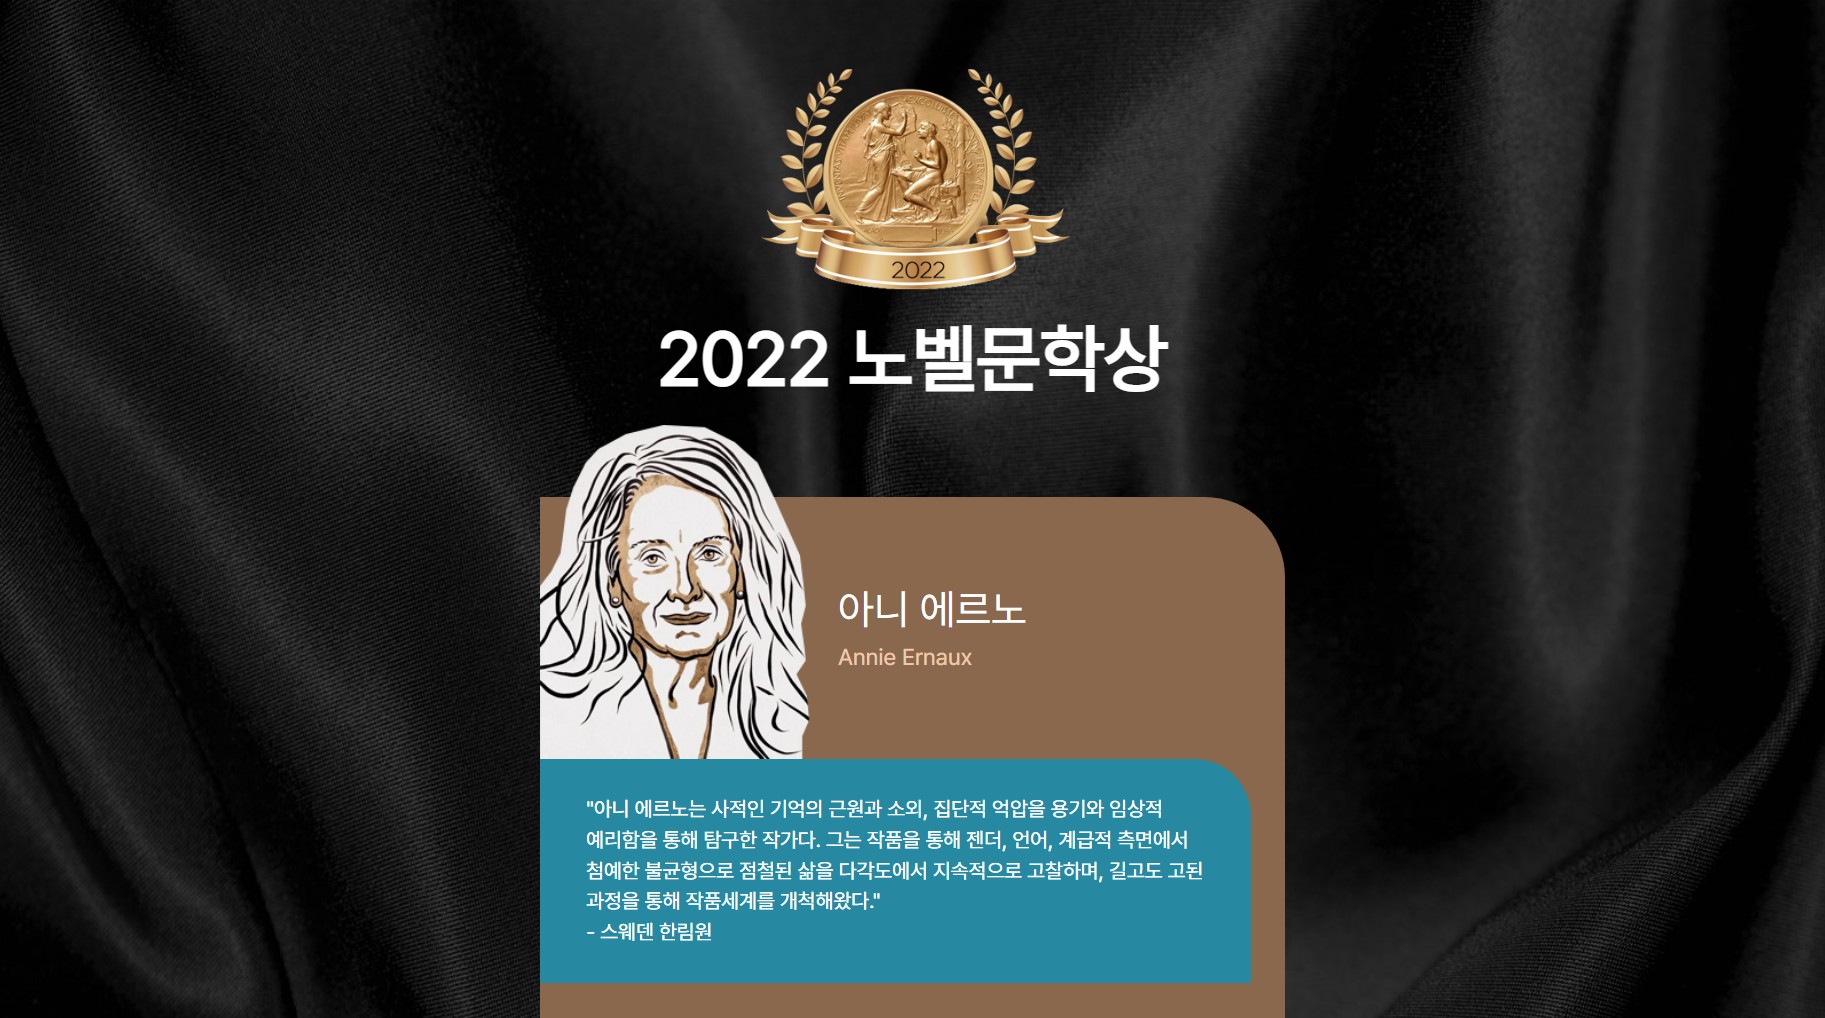 2022
2022 노벨문학상
아니 에르노
Annie Ernaux
"아니 에르노는 사적인 기억의 근원과 소외, 집단적 억압을 용기와 임상적
예리함을 통해 탐구한 작가다. 그는 작품을 통해 젠더, 언어, 계급적 측면에서
첨예한 불균형으로 점철된 삶을 다각도에서 지속적으로 고찰하며, 길고도 고된
과정을 통해 작품세계를 개척해왔다."
- 스웨덴 한림원